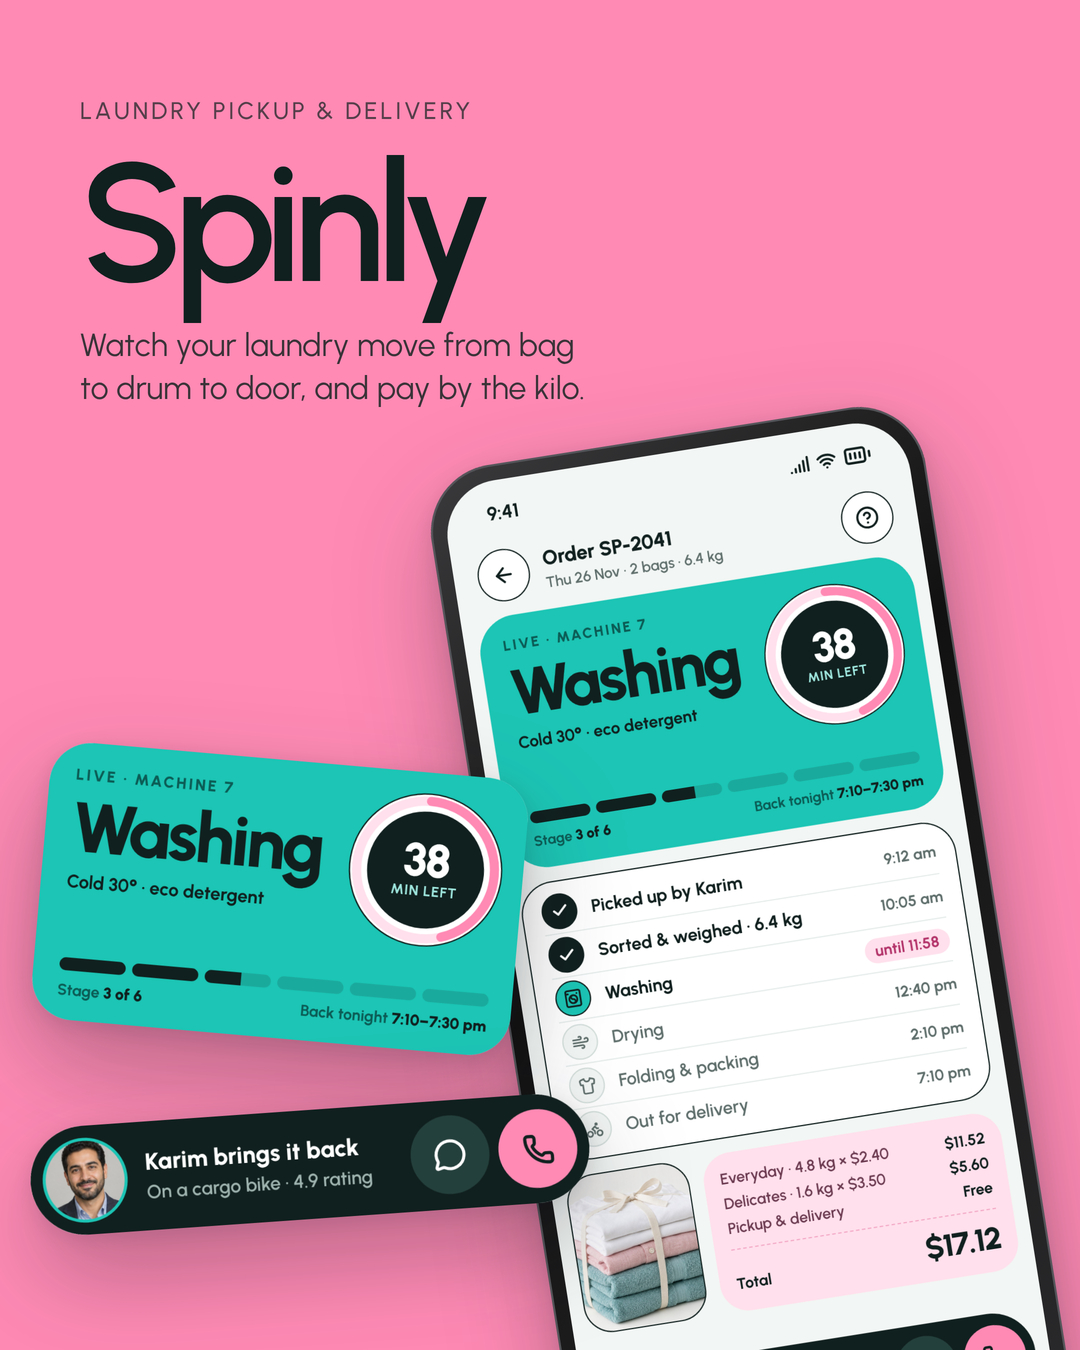 LAUNDRY PICKUP & DELIVERY
Spinly
Watch your laundry move from bag
to drum to door, and pay by the kilo.
9:41
Order SP-2041
Thu 26 Nov · 2 bags · 6.4 kg
LIVE · MACHINE 7
Washing
Cold 30° · eco detergent
38
MIN LEFT
Stage 3 of 6
Back tonight 7:10–7:30 pm
Picked up by Karim
9:12 am
Sorted & weighed · 6.4 kg
10:05 am
Washing
until 11:58
Drying
12:40 pm
Folding & packing
2:10 pm
Out for delivery
7:10 pm
Everyday · 4.8 kg × $2.40
$11.52
Delicates · 1.6 kg × $3.50
$5.60
Pickup & delivery
Free
Total
$17.12
LIVE · MACHINE 7
Washing
Cold 30° · eco detergent
38
MIN LEFT
Stage 3 of 6
Back tonight 7:10–7:30 pm
Karim brings it back
On a cargo bike · 4.9 rating